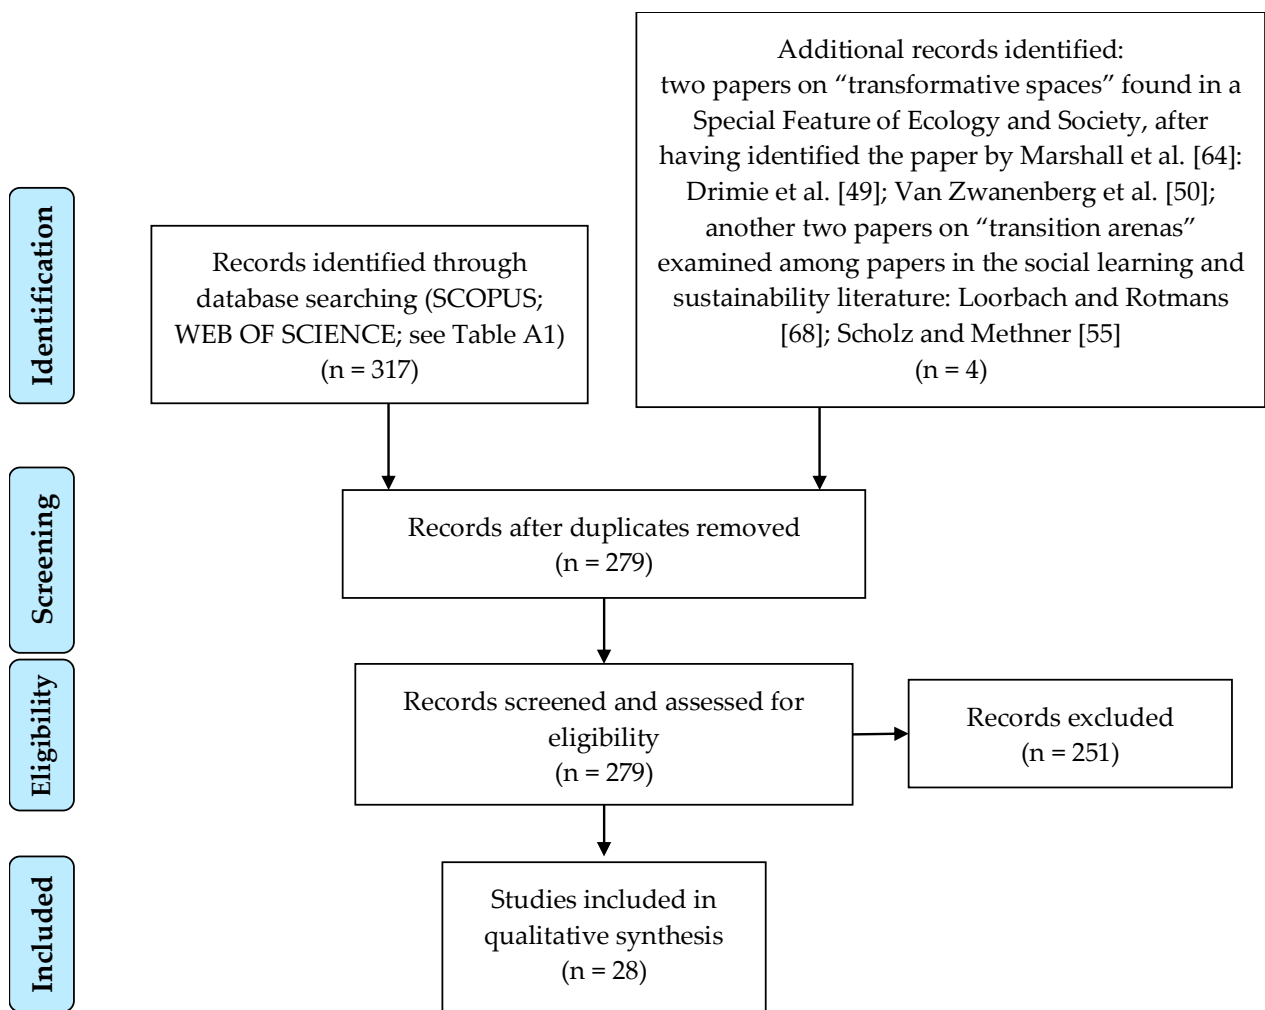 Additional records identified:
two papers on “transformative spaces” found in a
Special Feature of Ecology and Society, after
having identified the paper by Marshall et al. [64]:
Drimie et al. [49]; Van Zwanenberg et al. [50];
another two papers on “transition arenas”
examined among papers in the social learning and
sustainability literature: Loorbach and Rotmans
[68]; Scholz and Methner [55]
(n = 4)
Identification
Records identified through
database searching (SCOPUS;
WEB OF SCIENCE; see Table A1)
(n = 317)
Screening
Records after duplicates removed
(n = 279)
Eligibility
Records screened and assessed for
eligibility
(n = 279)
Records excluded
(n = 251)
Included
Studies included in
qualitative synthesis
(n = 28)